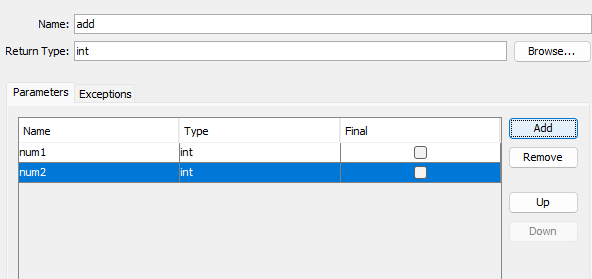 Name: add
Return Type: int Browse...
Parameters Exceptions
Name Type Final Add
num1 int Remove
num2 int
Up
Down